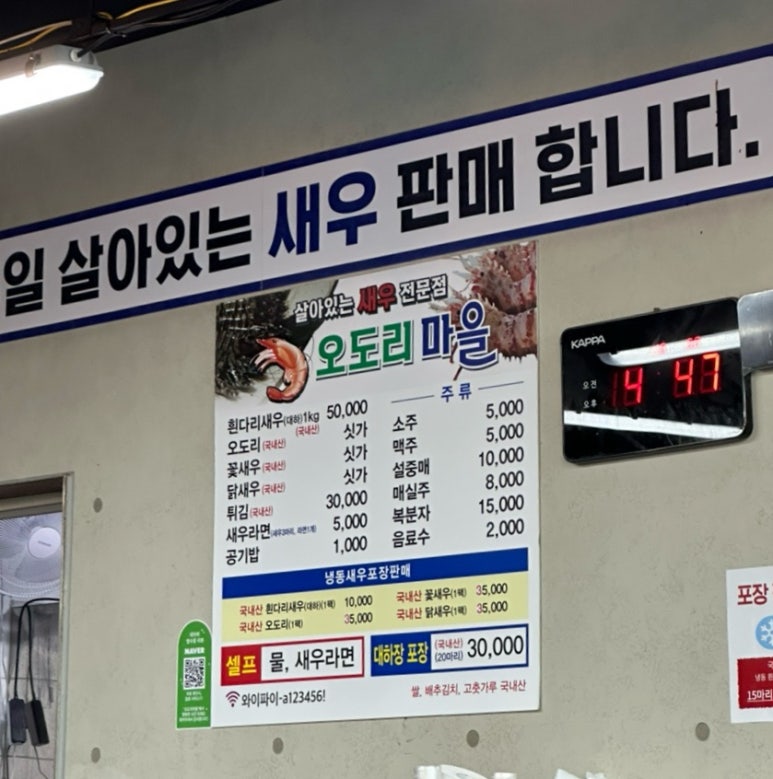 일 살아있는 새우 판매 합니다.
살아있는 새우 전문점
오도리 마을
흰다리새우(대하)1kg 50,000
(국내산)
오도리(국내산) 싯가
꽃새우(국내산) 싯가
닭새우(국내산) 싯가
튀김(국내산) 30,000
새우라면(새우3마리, 라면1개) 5,000
공기밥 1,000
주 류
소주 5,000
맥주 5,000
설중매 10,000
매실주 8,000
복분자 15,000
음료수 2,000
냉동새우포장판매
국내산 흰다리새우(대하)(1팩) 10,000
국내산 오도리(1팩) 35,000
국내산 꽃새우(1팩) 35,000
국내산 닭새우(1팩) 35,000
셀프 물, 새우라면
대하장 포장 (국내산) (20마리) 30,000
와이파이-a123456!
쌀, 배추김치, 고춧가루 국내산
NAVER
KAPPA
오전
오후
4 47
포장
15마리